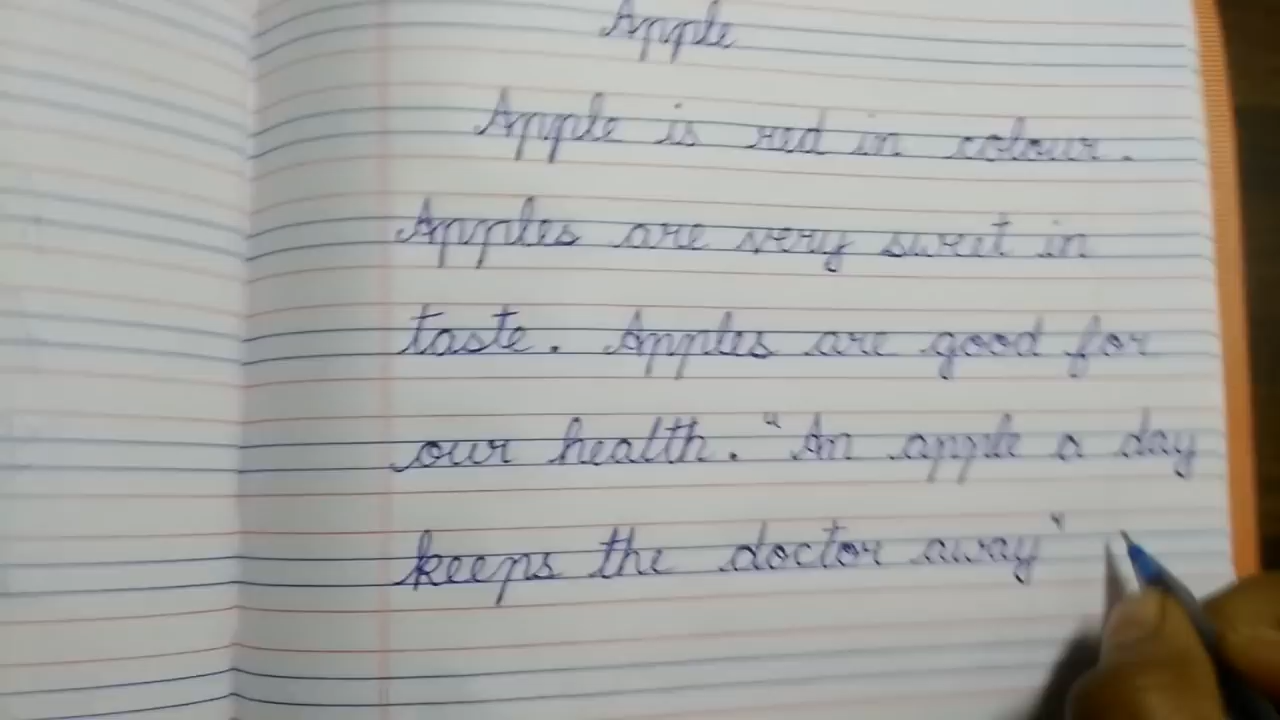 Apple
Apple is red in colour.
Apples are very sweet in
taste. Apples are good for
our health. "An apple a day
keeps the doctor away"